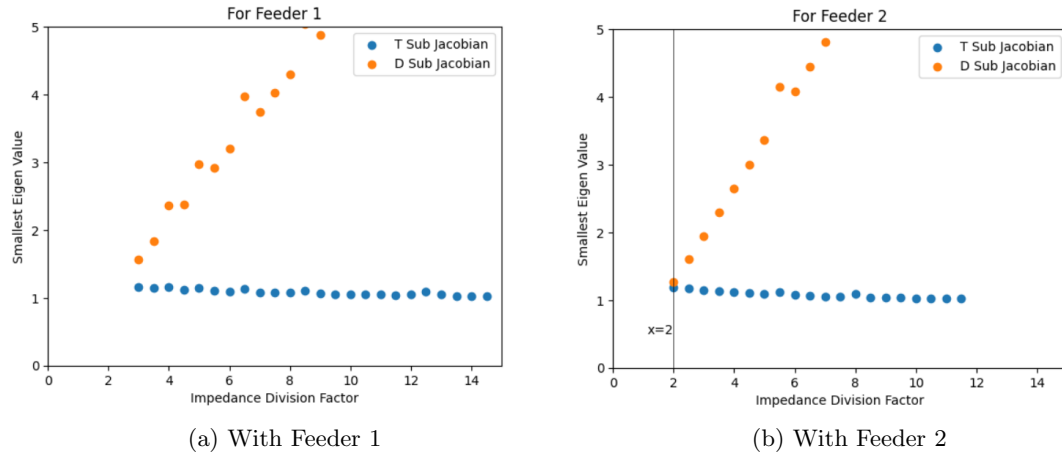 For Feeder 1
T Sub Jacobian
D Sub Jacobian
Smallest Eigen Value
5
4
3
2
1
0
0 2 4 6 8 10 12 14
Impedance Division Factor
(a) With Feeder 1
For Feeder 2
T Sub Jacobian
D Sub Jacobian
Smallest Eigen Value
5
4
3
2
1
0
x=2
0 2 4 6 8 10 12 14
Impedance Division Factor
(b) With Feeder 2